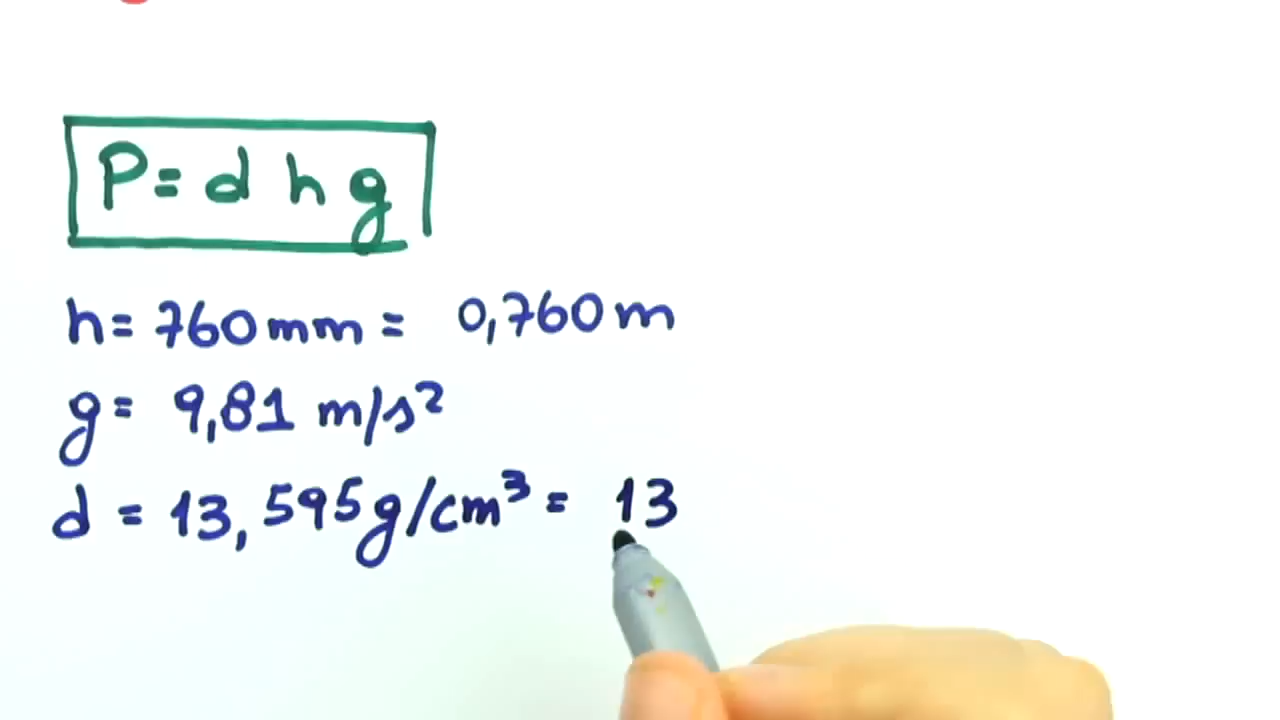 P = d h g
h = 760 mm = 0,760 m
g = 9,81 m/s²
d = 13,595 g/cm³ = 13